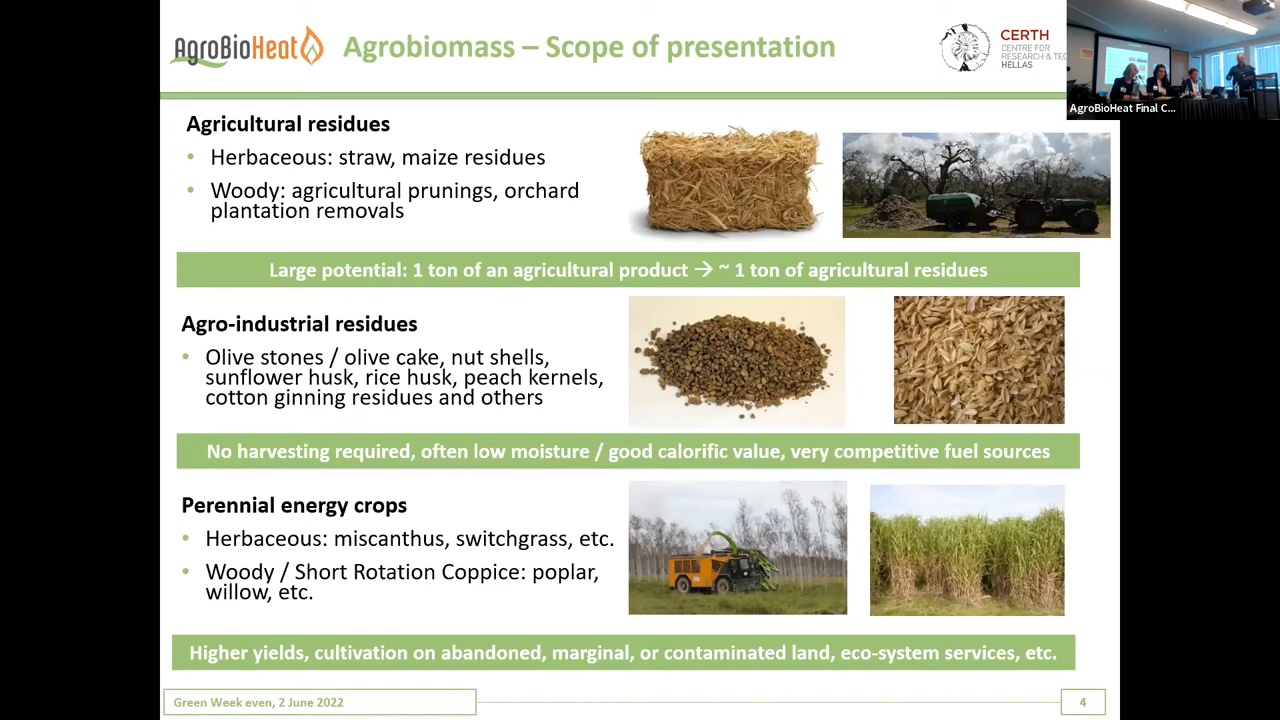 AgroBioHeat
Agrobiomass – Scope of presentation
CERTH
CENTRE FOR
RESEARCH & TEC
HELLAS
AgroBioHeat Final C...
Agricultural residues
• Herbaceous: straw, maize residues
• Woody: agricultural prunings, orchard
plantation removals
Large potential: 1 ton of an agricultural product → ~ 1 ton of agricultural residues
Agro-industrial residues
• Olive stones / olive cake, nut shells,
sunflower husk, rice husk, peach kernels,
cotton ginning residues and others
No harvesting required, often low moisture / good calorific value, very competitive fuel sources
Perennial energy crops
• Herbaceous: miscanthus, switchgrass, etc.
• Woody / Short Rotation Coppice: poplar,
willow, etc.
Higher yields, cultivation on abandoned, marginal, or contaminated land, eco-system services, etc.
Green Week even, 2 June 2022
4